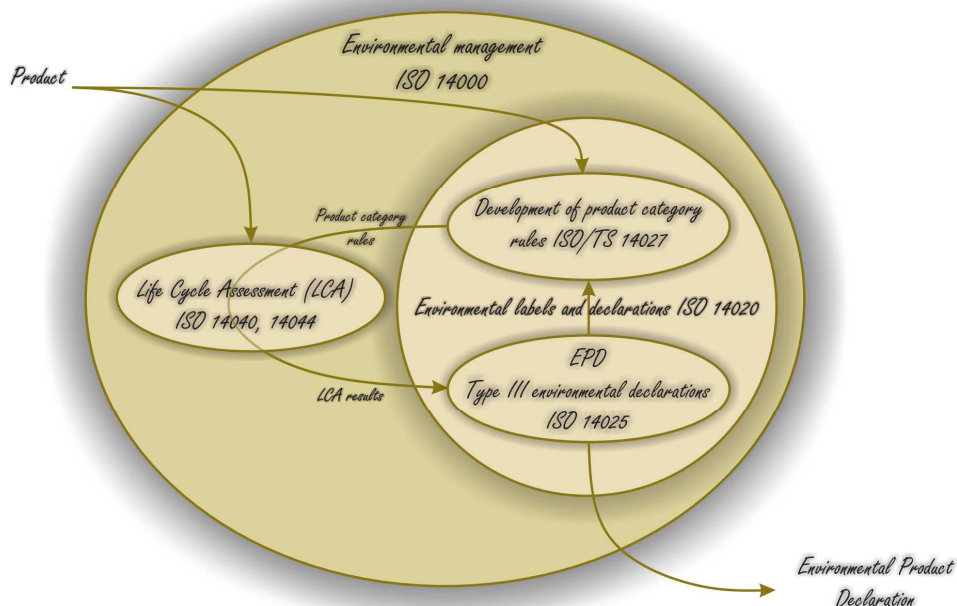 Environmental management
ISO 14000
Product
Development of product category
rules ISO/TS 14027
Product category
rules
Life Cycle Assessment (LCA)
ISO 14040, 14044
Environmental labels and declarations ISO 14020
EPD
Type III environmental declarations
ISO 14025
LCA results
Environmental Product
Declaration